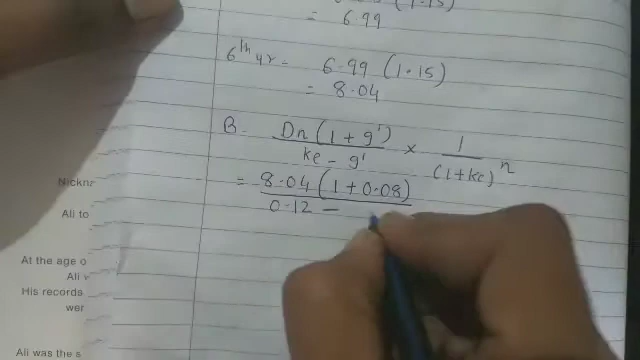 = 6.99
6th yr = 6.99 (1.15)
= 8.04
B. Dn (1 + g') / ke - g' × 1 / (1+ke)^n
= 8.04 (1 + 0.08) / 0.12 -
Ali to
At the age o
Ali
His records
wer
Ali was the